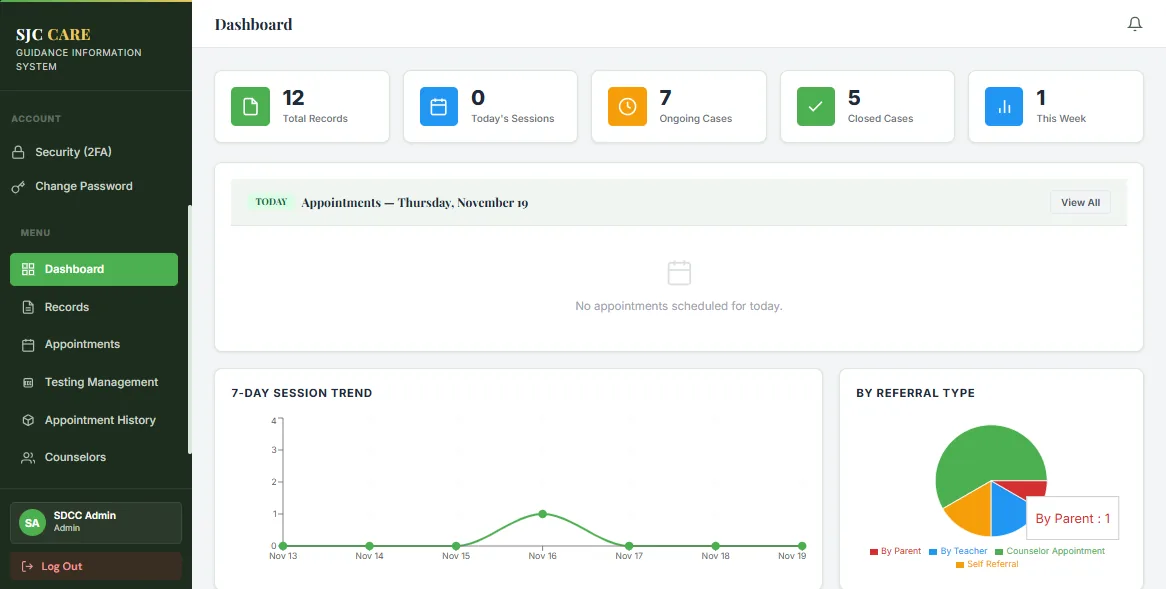 SJC CARE
GUIDANCE INFORMATION
SYSTEM
ACCOUNT
Security (2FA)
Change Password
MENU
Dashboard
Records
Appointments
Testing Management
Appointment History
Counselors
SA
SDCC Admin
Admin
Log Out
Dashboard
12
Total Records
0
Today's Sessions
7
Ongoing Cases
5
Closed Cases
1
This Week
TODAY Appointments — Thursday, November 19 View All
No appointments scheduled for today.
7-DAY SESSION TREND
4
3
2
1
0
Nov 13 Nov 14 Nov 15 Nov 16 Nov 17 Nov 18 Nov 19
BY REFERRAL TYPE
By Parent : 1
By Parent By Teacher Counselor Appointment
Self Referral